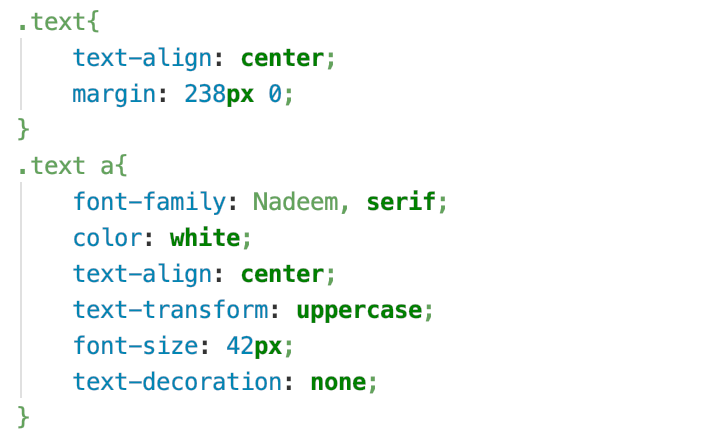 .text{
    text-align: center;
    margin: 238px 0;
}
.text a{
    font-family: Nadeem, serif;
    color: white;
    text-align: center;
    text-transform: uppercase;
    font-size: 42px;
    text-decoration: none;
}